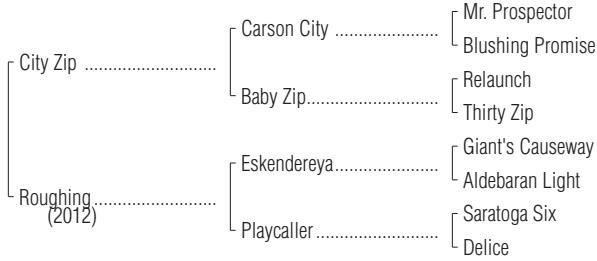 Mr. Prospector
Carson City ....................
Blushing Promise
City Zip .........................
Relaunch
Baby Zip.........................
Thirty Zip
Giant's Causeway
Eskendereya....................
Aldebaran Light
Roughing........................
(2012)
Saratoga Six
Playcaller........................
Delice